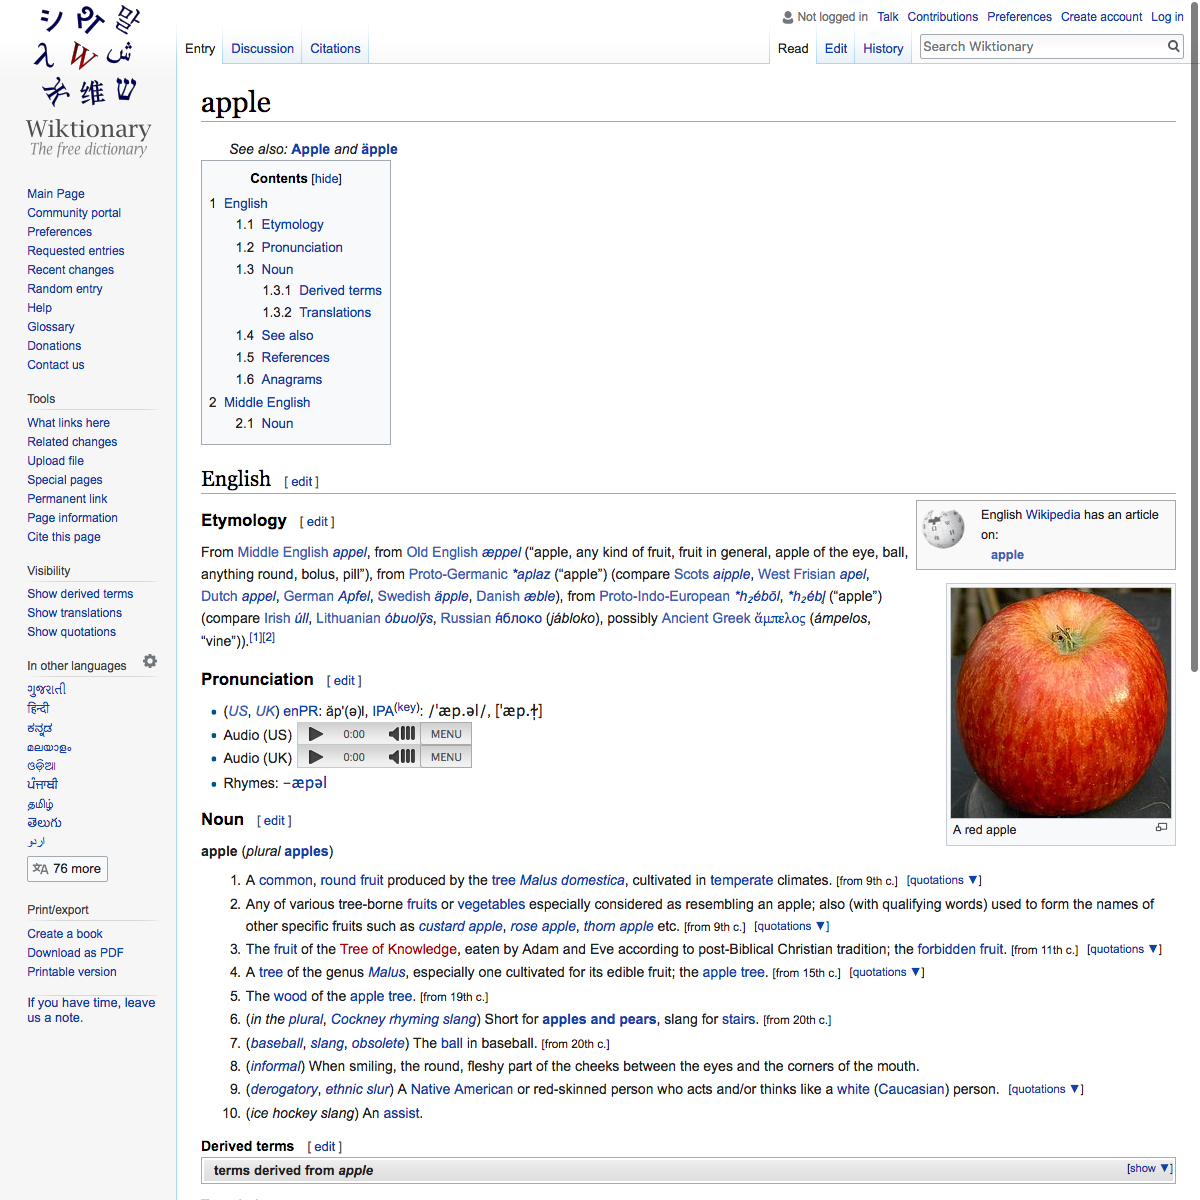 Not logged in Talk Contributions Preferences Create account Log in
Entry Discussion Citations
Read Edit History
Search Wiktionary
シ 말
λ W ش
维 ש
Wiktionary
The free dictionary
Main Page
Community portal
Preferences
Requested entries
Recent changes
Random entry
Help
Glossary
Donations
Contact us
Tools
What links here
Related changes
Upload file
Special pages
Permanent link
Page information
Cite this page
Visibility
Show derived terms
Show translations
Show quotations
In other languages
ગુજરાતી
हिन्दी
ಕನ್ನಡ
മലയാളം
ଓଡ଼ିଆ
ਪੰਜਾਬੀ
தமிழ்
తెలుగు
اردو
76 more
Print/export
Create a book
Download as PDF
Printable version
If you have time, leave
us a note.
apple
See also: Apple and äpple
Contents [hide]
1 English
1.1 Etymology
1.2 Pronunciation
1.3 Noun
1.3.1 Derived terms
1.3.2 Translations
1.4 See also
1.5 References
1.6 Anagrams
2 Middle English
2.1 Noun
English [ edit ]
English Wikipedia has an article
on:
apple
A red apple
Etymology [ edit ]
From Middle English appel, from Old English æppel (“apple, any kind of fruit, fruit in general, apple of the eye, ball,
anything round, bolus, pill”), from Proto-Germanic *aplaz (“apple”) (compare Scots aipple, West Frisian apel,
Dutch appel, German Apfel, Swedish äpple, Danish æble), from Proto-Indo-European *h₂ébōl, *h₂ébl̥ (“apple”)
(compare Irish úll, Lithuanian óbuolỹs, Russian я́блоко (jábloko), possibly Ancient Greek ἄμπελος (ámpelos,
“vine”)).[1][2]
Pronunciation [ edit ]
• (US, UK) enPR: ăp'(ə)l, IPA(key): /ˈæp.əl/, [ˈæp.ɫ̩]
• Audio (US) 0:00 MENU
• Audio (UK) 0:00 MENU
• Rhymes: -æpəl
Noun [ edit ]
apple (plural apples)
1. A common, round fruit produced by the tree Malus domestica, cultivated in temperate climates. [from 9th c.] [quotations ▼]
2. Any of various tree-borne fruits or vegetables especially considered as resembling an apple; also (with qualifying words) used to form the names of
other specific fruits such as custard apple, rose apple, thorn apple etc. [from 9th c.] [quotations ▼]
3. The fruit of the Tree of Knowledge, eaten by Adam and Eve according to post-Biblical Christian tradition; the forbidden fruit. [from 11th c.] [quotations ▼]
4. A tree of the genus Malus, especially one cultivated for its edible fruit; the apple tree. [from 15th c.] [quotations ▼]
5. The wood of the apple tree. [from 19th c.]
6. (in the plural, Cockney rhyming slang) Short for apples and pears, slang for stairs. [from 20th c.]
7. (baseball, slang, obsolete) The ball in baseball. [from 20th c.]
8. (informal) When smiling, the round, fleshy part of the cheeks between the eyes and the corners of the mouth.
9. (derogatory, ethnic slur) A Native American or red-skinned person who acts and/or thinks like a white (Caucasian) person. [quotations ▼]
10. (ice hockey slang) An assist.
Derived terms [ edit ]
terms derived from apple [show ▼]